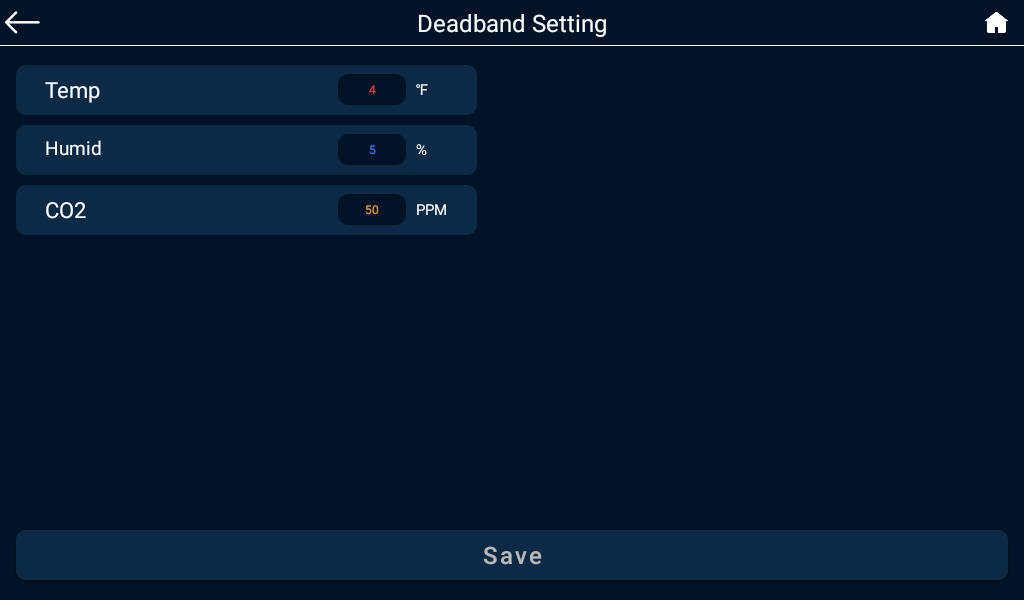 Deadband Setting
Temp 4 °F
Humid 5 %
CO2 50 PPM
Save